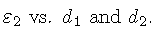 ε₂ vs. d₁ and d₂.